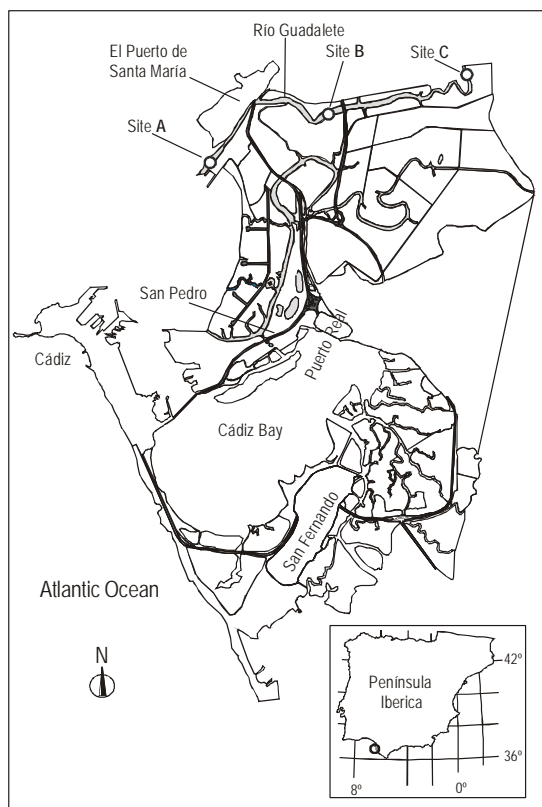 Río Guadalete
El Puerto de
Santa María
Site B
Site C
Site A
San Pedro
Puerto Real
Cádiz
Cádiz Bay
San Fernando
Atlantic Ocean
N
Península
Iberica
42º
36º
8º
0º